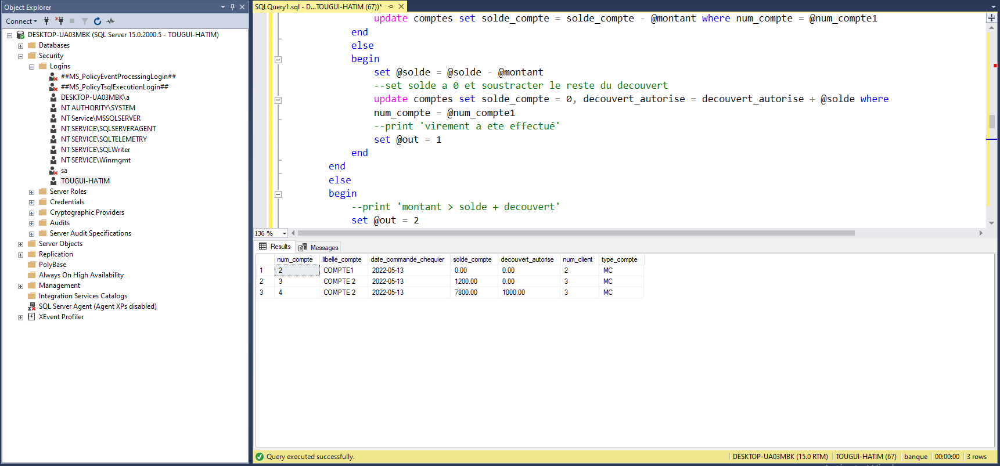 Object Explorer
Connect
DESKTOP-UA03MBK (SQL Server 15.0.2000.5 - TOUGUI-HATIM)
Databases
Security
Logins
##MS_PolicyEventProcessingLogin##
##MS_PolicyTsqlExecutionLogin##
DESKTOP-UA03MBK\a
NT AUTHORITY\SYSTEM
NT Service\MSSQLSERVER
NT SERVICE\SQLSERVERAGENT
NT SERVICE\SQLTELEMETRY
NT SERVICE\SQLWriter
NT SERVICE\Winmgmt
sa
TOUGUI-HATIM
Server Roles
Credentials
Cryptographic Providers
Audits
Server Audit Specifications
Server Objects
Replication
PolyBase
Always On High Availability
Management
Integration Services Catalogs
SQL Server Agent (Agent XPs disabled)
XEvent Profiler
SQLQuery1.sql - D...TOUGUI-HATIM (67))*
update comptes set solde_compte = solde_compte - @montant where num_compte = @num_compte1
end
else
begin
set @solde = @solde - @montant
--set solde a 0 et soustracter le reste du decouvert
update comptes set solde_compte = 0, decouvert_autorise = decouvert_autorise + @solde where
num_compte = @num_compte1
--print 'virement a ete effectué'
set @out = 1
end
end
else
begin
--print 'montant > solde + decouvert'
set @out = 2
136 %
Results Messages
num_compte libelle_compte date_commande_chequier solde_compte decouvert_autorise num_client type_compte
1 2 COMPTE1 2022-05-13 0.00 0.00 2 MC
2 3 COMPTE 2 2022-05-13 1200.00 0.00 3 MC
3 4 COMPTE 2 2022-05-13 7800.00 1000.00 3 MC
Query executed successfully. DESKTOP-UA03MBK (15.0 RTM) TOUGUI-HATIM (67) banque 00:00:00 3 rows